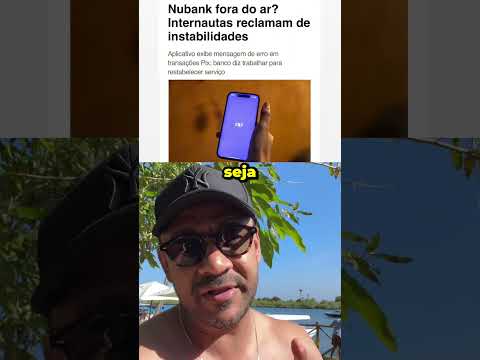 Nubank fora do ar?
Internautas reclamam de
instabilidades
Aplicativo exibe mensagem de erro em
transações Pix; banco diz trabalhar para
restabelecer serviço
nu
seja